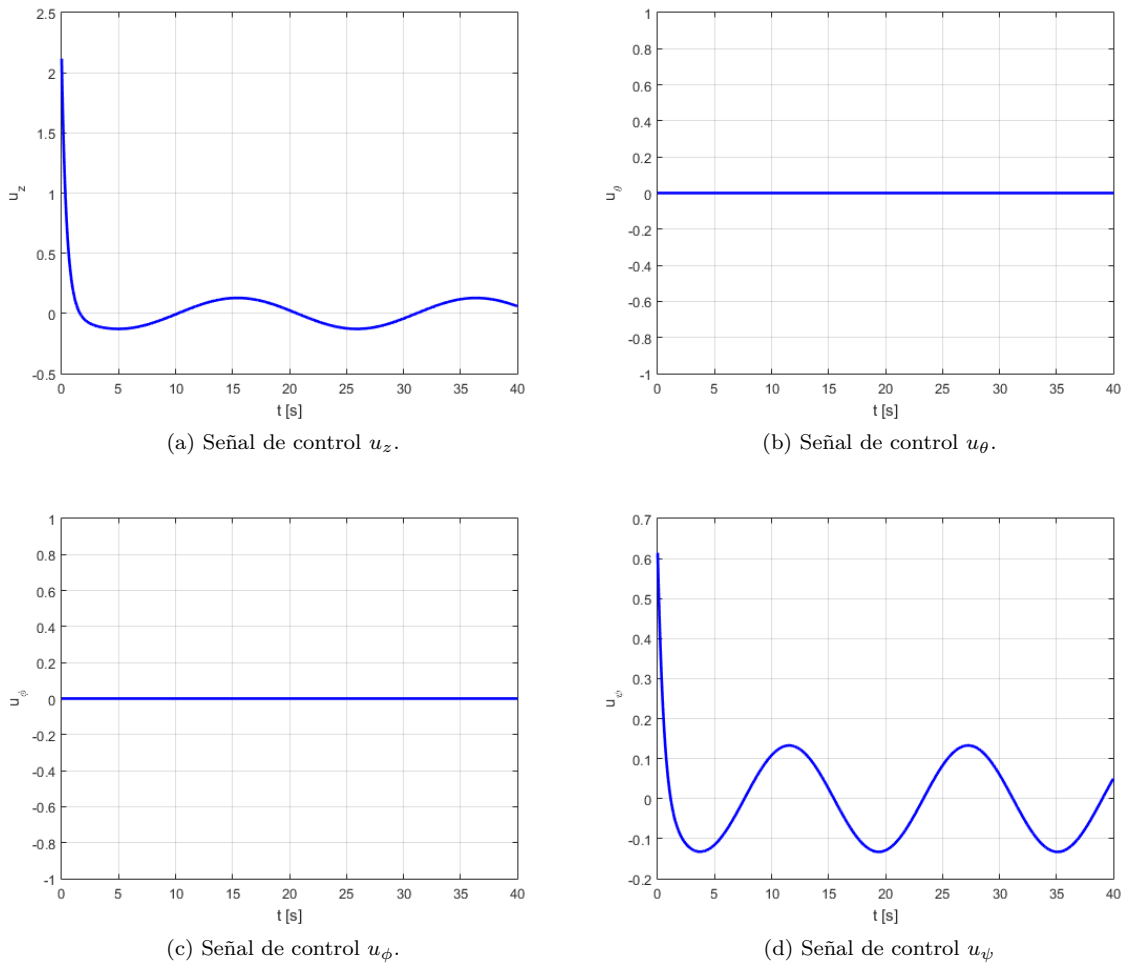 2.5
2
1.5
1
0.5
0
-0.5
u_z
0 5 10 15 20 25 30 35 40
t [s]
(a) Señal de control u_z.
1
0.8
0.6
0.4
0.2
0
-0.2
-0.4
-0.6
-0.8
-1
u_θ
0 5 10 15 20 25 30 35 40
t [s]
(b) Señal de control u_θ.
1
0.8
0.6
0.4
0.2
0
-0.2
-0.4
-0.6
-0.8
-1
u_ϕ
0 5 10 15 20 25 30 35 40
t [s]
(c) Señal de control u_ϕ.
0.7
0.6
0.5
0.4
0.3
0.2
0.1
0
-0.1
-0.2
u_ψ
0 5 10 15 20 25 30 35 40
t [s]
(d) Señal de control u_ψ